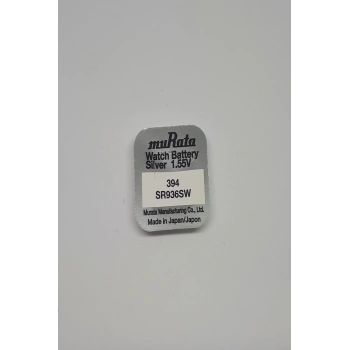 muRata
Watch Battery
Silver 1.55V
394
SR936SW
Murata Manufacturing Co., Ltd.
Made in Japan/Japon